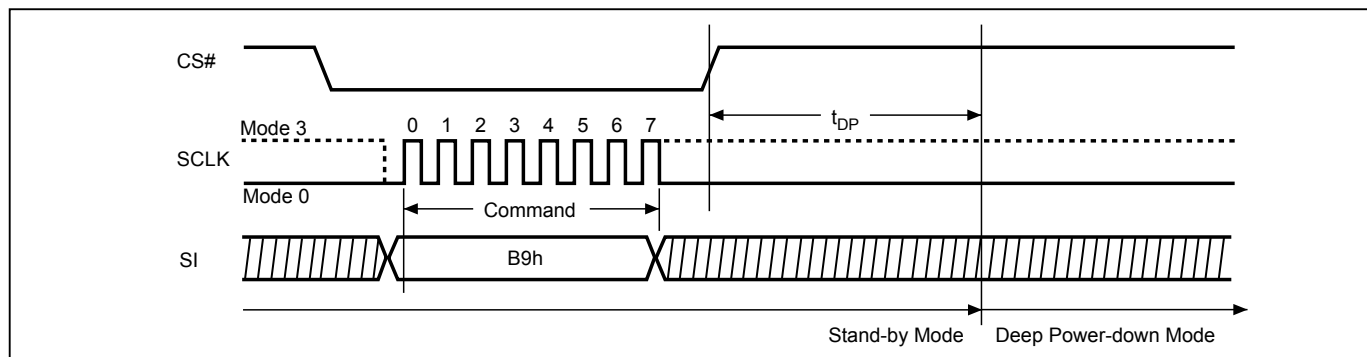 CS#
t_DP
Mode 3
0 1 2 3 4 5 6 7
SCLK
Mode 0
Command
SI
B9h
Stand-by Mode
Deep Power-down Mode